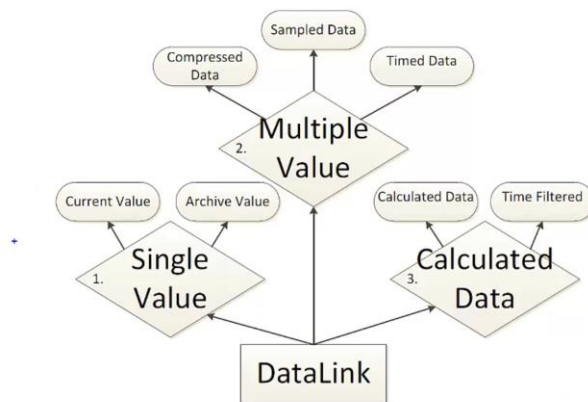 Sampled Data
Compressed
Data
Timed Data
2.
Multiple
Value
Current Value
Archive Value
Calculated Data
Time Filtered
1.
Single
Value
3.
Calculated
Data
DataLink